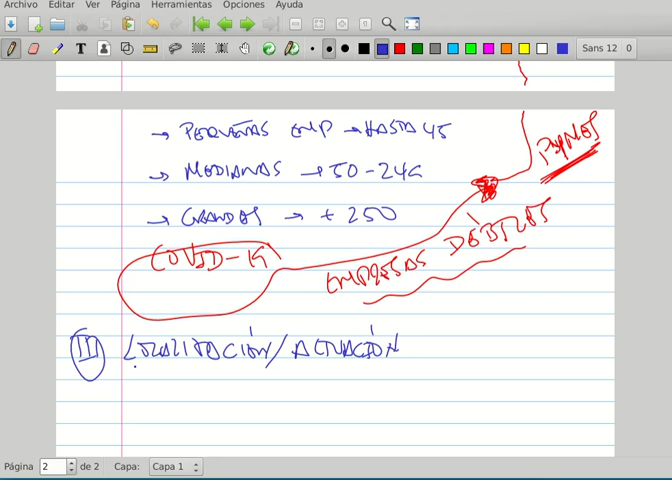 Archivo Editar Ver Página Herramientas Opciones Ayuda
Sans 12 0
→ PEQUEÑAS EMP → HASTA 45
PYMES
→ MEDIANAS → 50 - 246
→ GRANDES → + 250
COVID-19
EMPRESAS DÉBILES
III LOCALIZACIÓN / ACTUACIÓN
Página 2 de 2 Capa: Capa 1